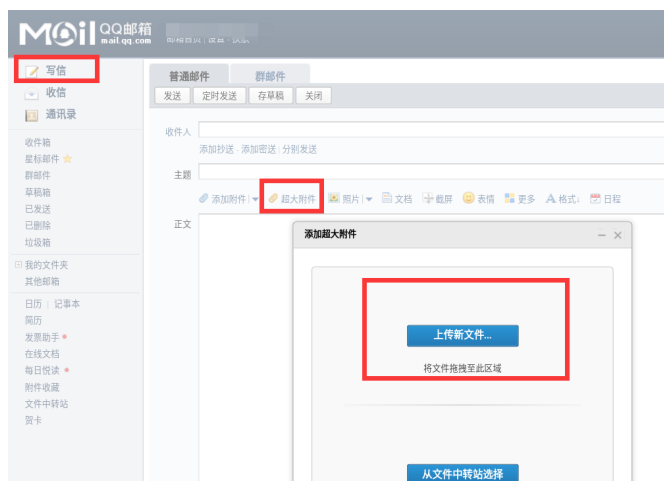 MOil QQ邮箱
mail.qq.com
写信
收信
通讯录
收件箱
星标邮件
群邮件
草稿箱
已发送
已删除
垃圾箱
我的文件夹
其他邮箱
日历 | 记事本
简历
发票助手
在线文档
每日悦读
附件收藏
文件中转站
贺卡
普通邮件 群邮件
发送 定时发送 存草稿 关闭
收件人
添加抄送 - 添加密送 | 分别发送
主题
添加附件 | 超大附件 照片 | 文档 截屏 表情 更多 格式↓ 日程
正文
添加超大附件
上传新文件...
将文件拖拽至此区域
从文件中转站选择